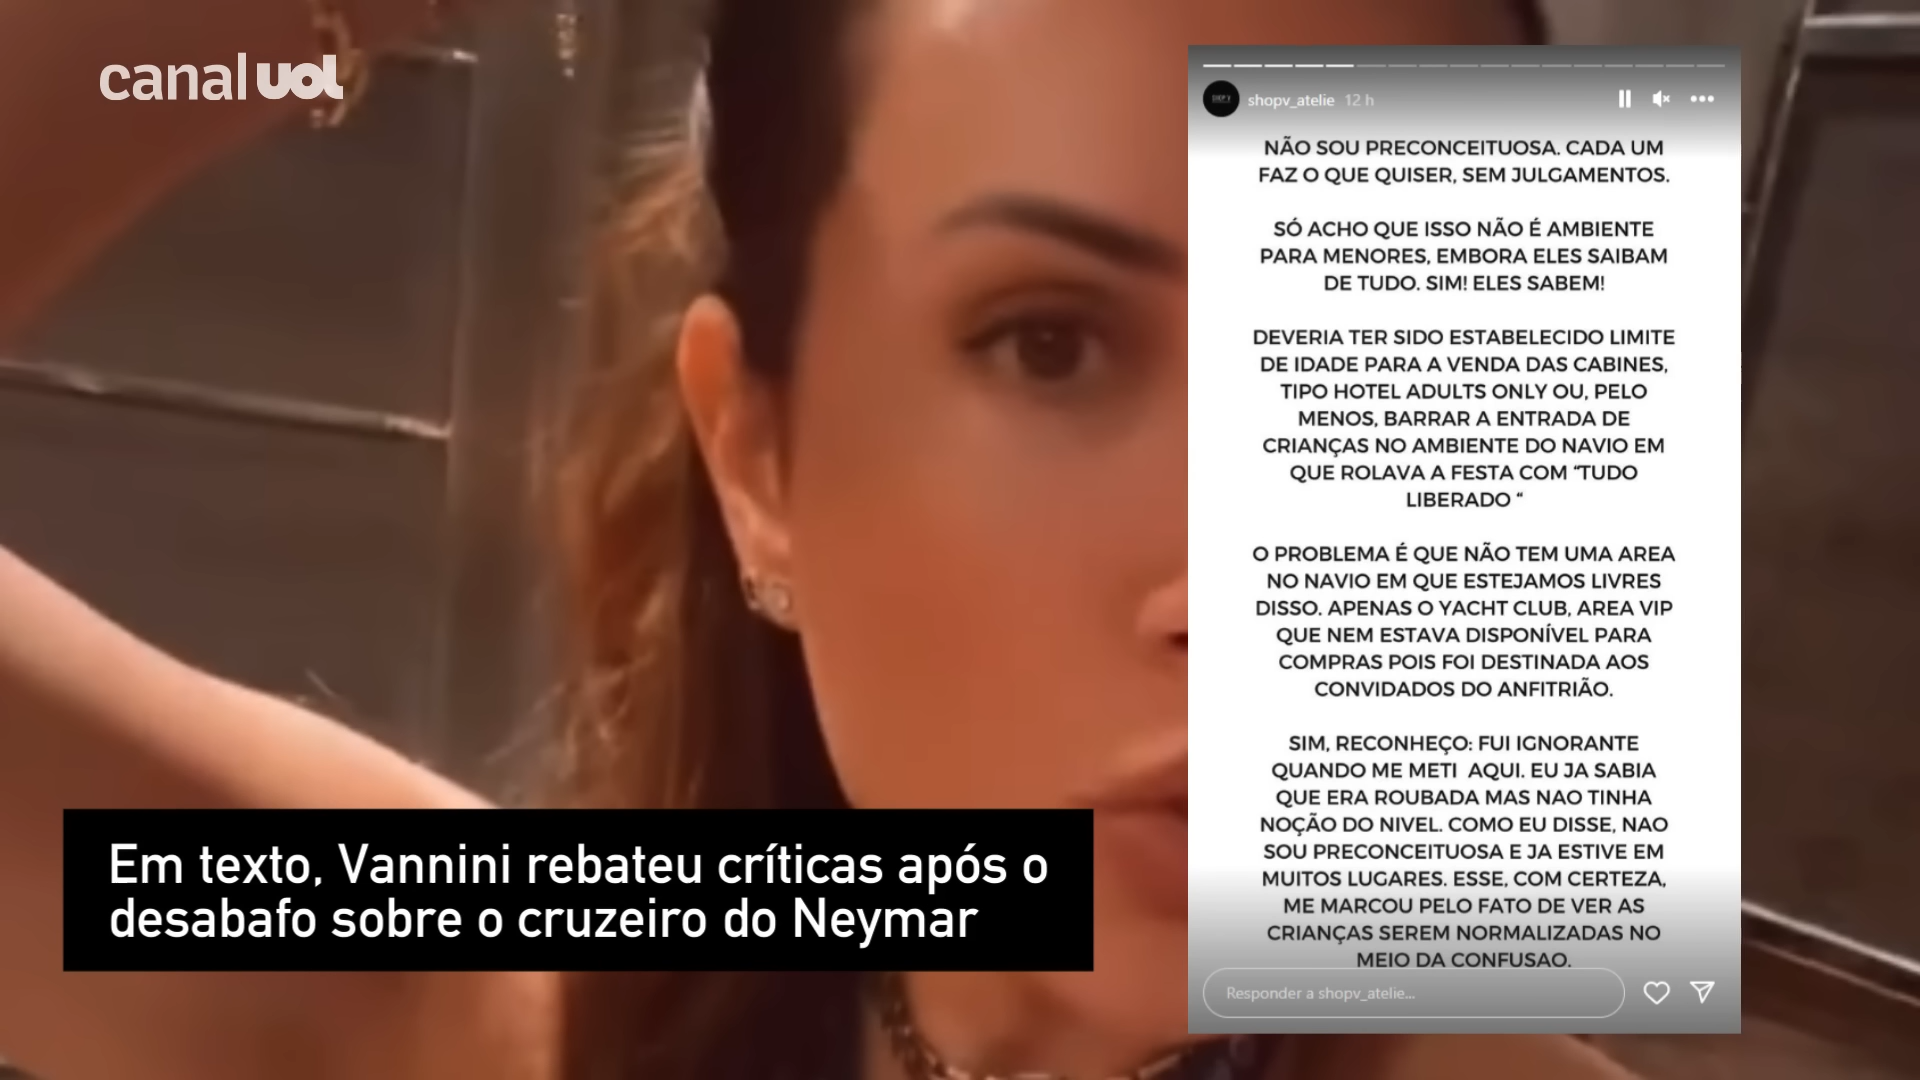 canal UOL
shopv_atelie 12 h
NÃO SOU PRECONCEITUOSA. CADA UM
FAZ O QUE QUISER, SEM JULGAMENTOS.
SÓ ACHO QUE ISSO NÃO É AMBIENTE
PARA MENORES, EMBORA ELES SAIBAM
DE TUDO. SIM! ELES SABEM!
DEVERIA TER SIDO ESTABELECIDO LIMITE
DE IDADE PARA A VENDA DAS CABINES,
TIPO HOTEL ADULTS ONLY OU, PELO
MENOS, BARRAR A ENTRADA DE
CRIANÇAS NO AMBIENTE DO NAVIO EM
QUE ROLAVA A FESTA COM “TUDO
LIBERADO “
O PROBLEMA É QUE NÃO TEM UMA AREA
NO NAVIO EM QUE ESTEJAMOS LIVRES
DISSO. APENAS O YACHT CLUB, AREA VIP
QUE NEM ESTAVA DISPONÍVEL PARA
COMPRAS POIS FOI DESTINADA AOS
CONVIDADOS DO ANFITRIÃO.
SIM, RECONHEÇO: FUI IGNORANTE
QUANDO ME METI AQUI. EU JA SABIA
QUE ERA ROUBADA MAS NAO TINHA
NOÇÃO DO NIVEL. COMO EU DISSE, NAO
SOU PRECONCEITUOSA E JA ESTIVE EM
MUITOS LUGARES. ESSE, COM CERTEZA,
ME MARCOU PELO FATO DE VER AS
CRIANÇAS SEREM NORMALIZADAS NO
MEIO DA CONFUSAO.
Responder a shopv_atelie...
Em texto, Vannini rebateu críticas após o
desabafo sobre o cruzeiro do Neymar